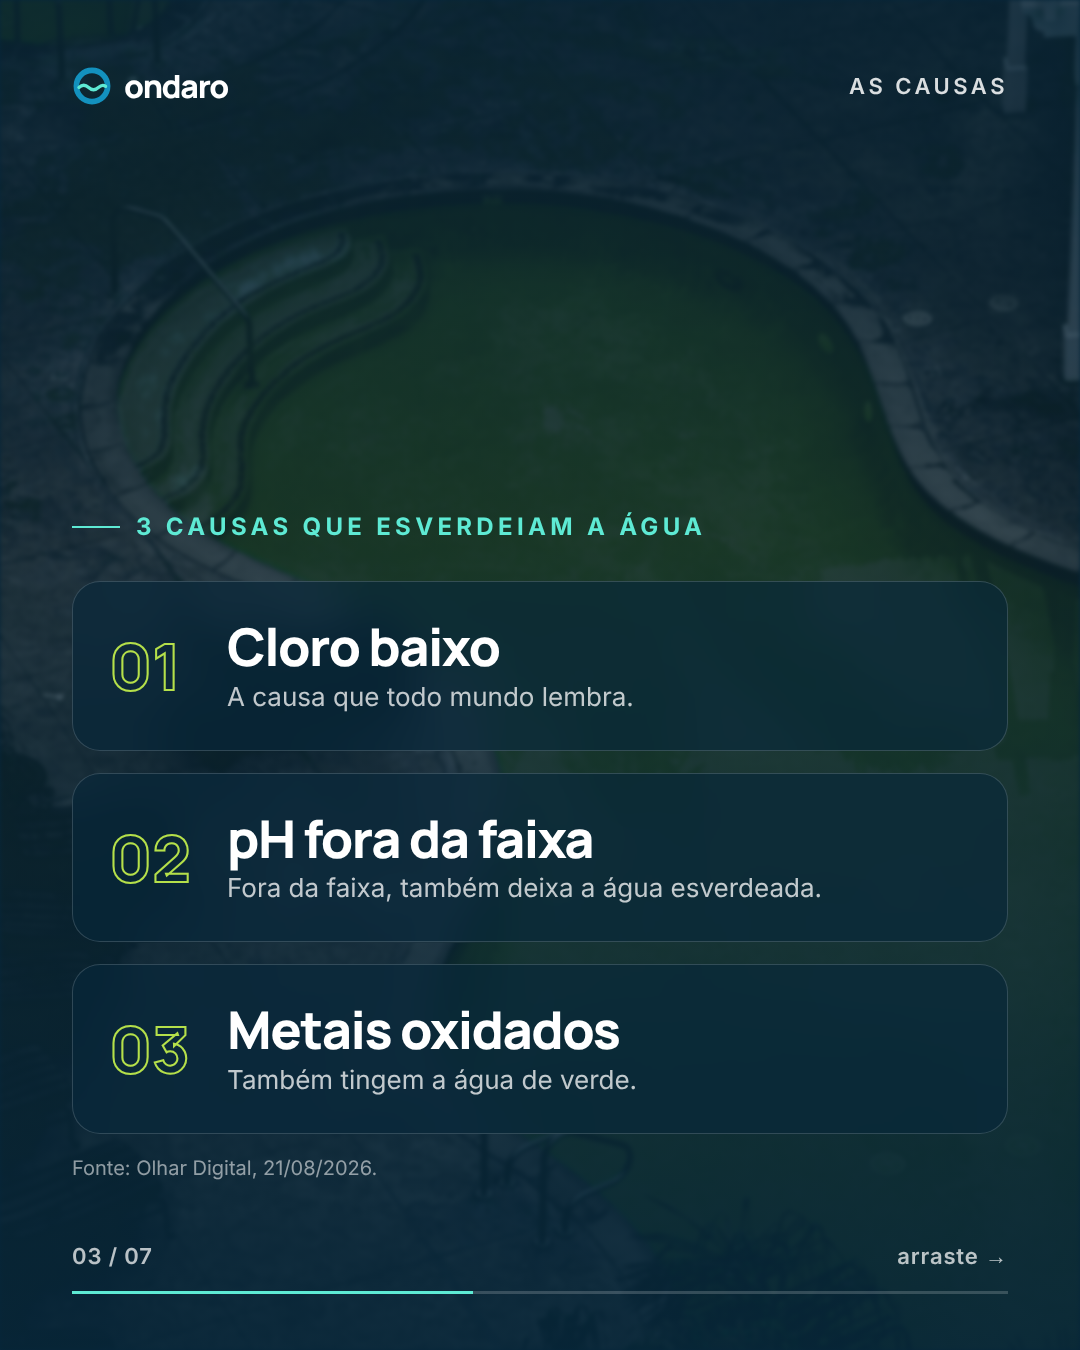 ondaro
AS CAUSAS
3 CAUSAS QUE ESVERDEIAM A ÁGUA
01
Cloro baixo
A causa que todo mundo lembra.
02
pH fora da faixa
Fora da faixa, também deixa a água esverdeada.
03
Metais oxidados
Também tingem a água de verde.
Fonte: Olhar Digital, 21/08/2026.
03 / 07
arraste →